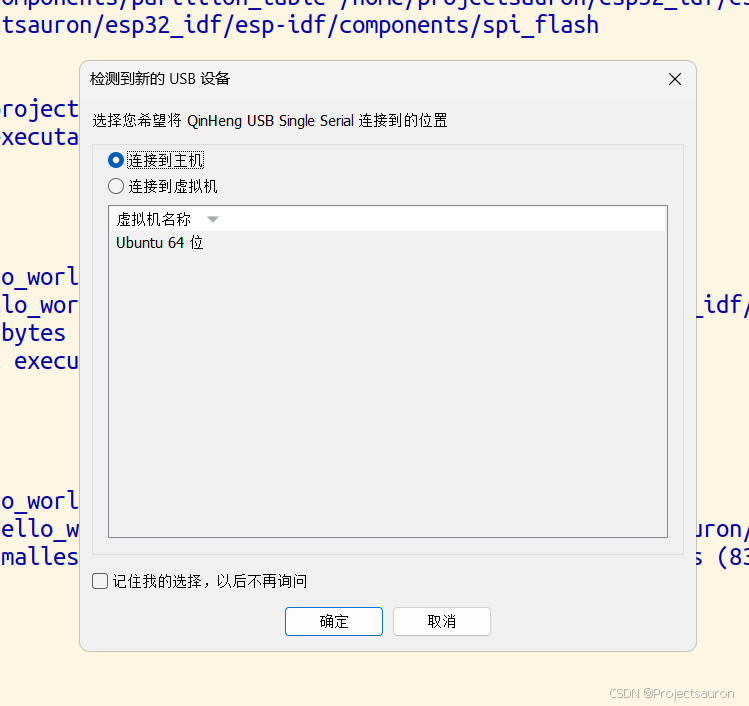 components/partition_table /home/projectsauron/esp32_idf/es
ctsauron/esp32_idf/esp-idf/components/spi_flash
检测到新的 USB 设备
project
选择您希望将 QinHeng USB Single Serial 连接到的位置
executa
连接到主机
连接到虚拟机
虚拟机名称
Ubuntu 64 位
o_worl
lo_wor
_idf/
bytes
execu
o_worl
ello_w
uron/
malles
s (83
记住我的选择，以后不再询问
确定
取消
CSDN @Projectsauron